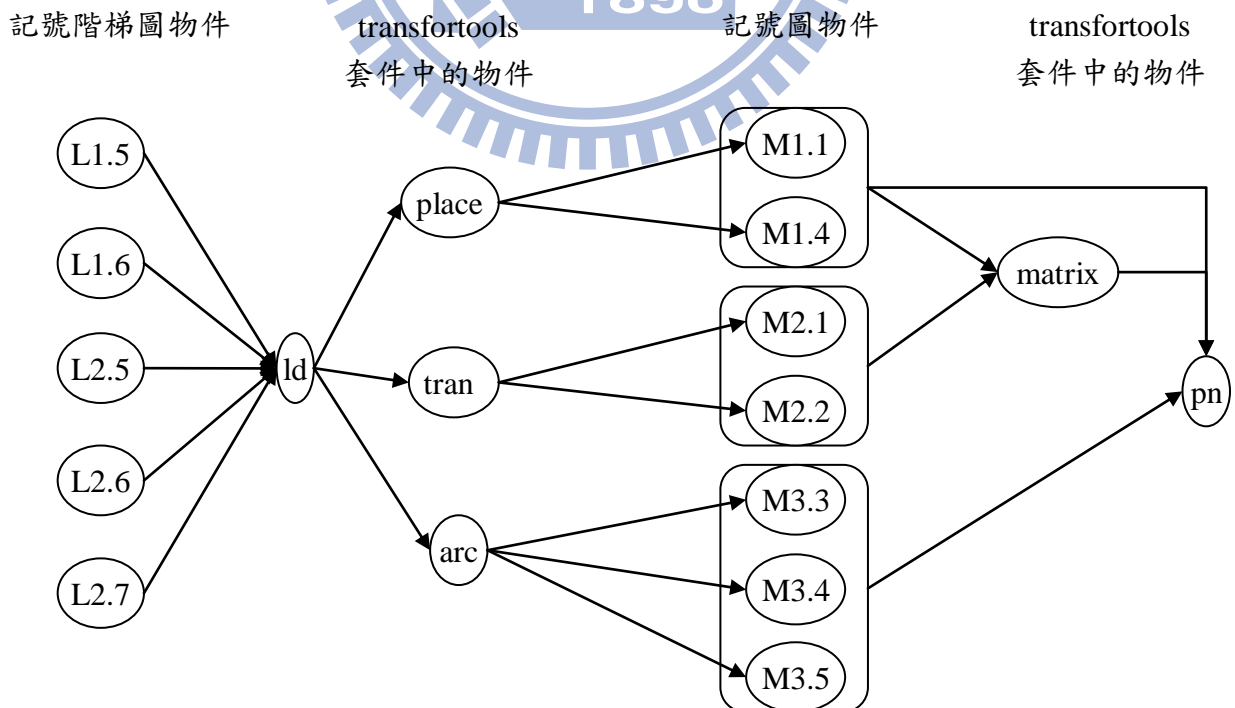 1898
記號階梯圖物件
transfortools
套件中的物件
記號圖物件
transfortools
套件中的物件
L1.5
L1.6
L2.5
L2.6
L2.7
ld
place
tran
arc
M1.1
M1.4
M2.1
M2.2
M3.3
M3.4
M3.5
matrix
pn